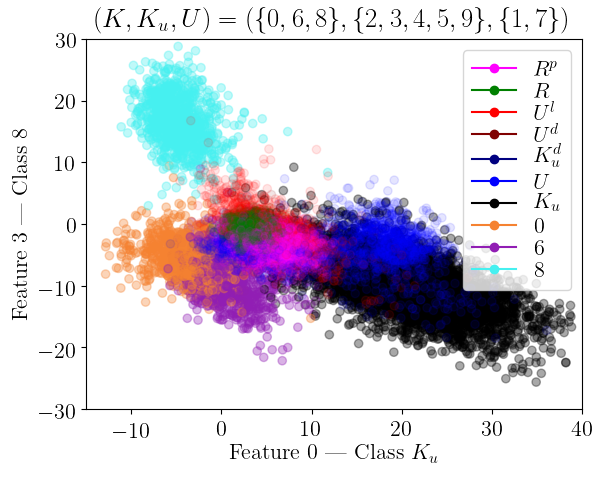 (K, K_u, U) = ({0, 6, 8}, {2, 3, 4, 5, 9}, {1, 7})
30
20
10
0
−10
−20
−30
Feature 3 — Class 8
R^p
R
U^l
U^d
K_u^d
U
K_u
0
6
8
−10
0
10
20
30
40
Feature 0 — Class K_u